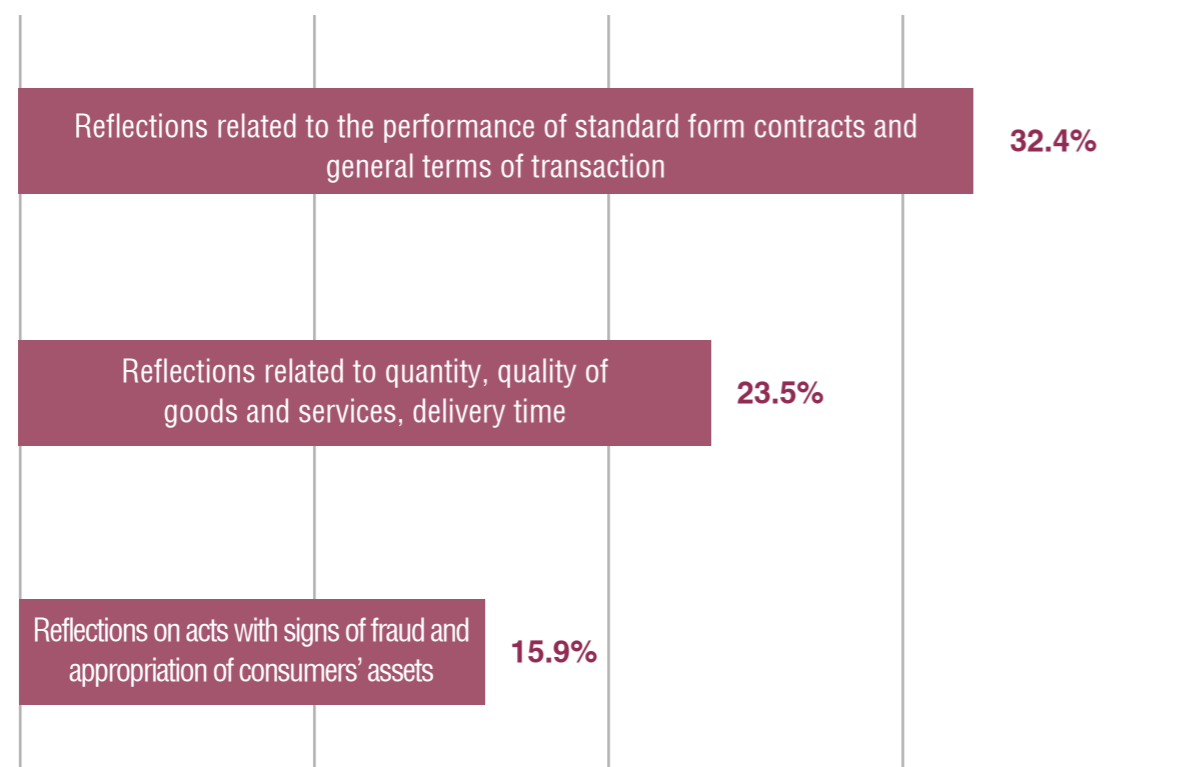 Reflections related to the performance of standard form contracts and
general terms of transaction
32.4%
Reflections related to quantity, quality of
goods and services, delivery time
23.5%
Reflections on acts with signs of fraud and
appropriation of consumers’ assets
15.9%